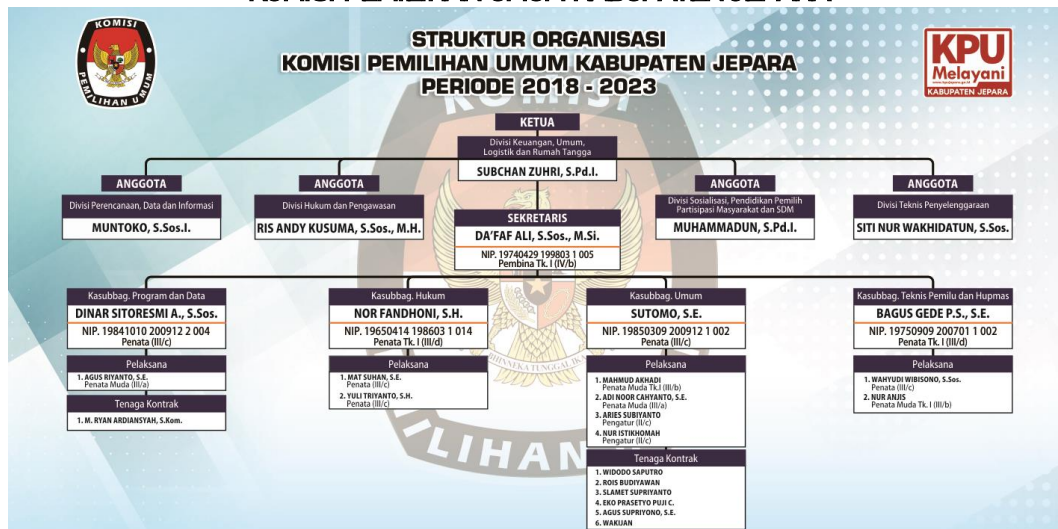 KOMISI
PEMILIHAN UMUM
STRUKTUR ORGANISASI
KOMISI PEMILIHAN UMUM KABUPATEN JEPARA
PERIODE 2018 - 2023
KPU
Melayani
KABUPATEN JEPARA
KETUA
Divisi Keuangan, Umum,
Logistik dan Rumah Tangga
SUBCHAN ZUHRI, S.Pd.I.
ANGGOTA
Divisi Perencanaan, Data dan Informasi
MUNTOKO, S.Sos.I.
ANGGOTA
Divisi Hukum dan Pengawasan
RIS ANDY KUSUMA, S.Sos., M.H.
ANGGOTA
Divisi Sosialisasi, Pendidikan Pemilih
Partisipasi Masyarakat dan SDM
MUHAMMADUN, S.Pd.I.
ANGGOTA
Divisi Teknis Penyelenggaraan
SITI NUR WAKHIDATUN, S.Sos.
SEKRETARIS
DA'FAF ALI, S.Sos., M.Si.
NIP. 19740429 199803 1 005
Pembina Tk. I (IV/b)
Kasubbag. Program dan Data
DINAR SITORESMI A., S.Sos.
NIP. 19841010 200912 2 004
Penata (III/c)
Pelaksana
1. AGUS RIYANTO, S.E.
Penata Muda (III/a)
Tenaga Kontrak
1. M. RYAN ARDIANSYAH, S.Kom.
Kasubbag. Hukum
NOR FANDHONI, S.H.
NIP. 19650414 198603 1 014
Penata Tk. I (III/d)
Pelaksana
1. MAT SUHAN, S.E.
Penata (III/c)
2. YULI TRIYANTO, S.H.
Penata (III/c)
Kasubbag. Umum
SUTOMO, S.E.
NIP. 19850309 200912 1 002
Penata (III/c)
Pelaksana
1. MAHMUD AKHADI
Penata Muda Tk.I (III/b)
2. ADI NOOR CAHYANTO, S.E.
Penata Muda (III/a)
3. ARIES SUBIYANTO
Pengatur (II/c)
4. NUR ISTIKHOMAH
Pengatur (II/c)
Tenaga Kontrak
1. WIDODO SAPUTRO
2. ROIS BUDIYAWAN
3. SLAMET SUPRIYANTO
4. EKO PRASETYO PUJI C.
5. AGUS SUPRIYONO, S.E.
6. WAKIJAN
Kasubbag. Teknis Pemilu dan Hupmas
BAGUS GEDE P.S., S.E.
NIP. 19750909 200701 1 002
Penata Tk. I (III/d)
Pelaksana
1. WAHYUDI WIBISONO, S.Sos.
Penata (III/c)
2. NUR ANJIS
Penata Muda Tk. I (III/b)